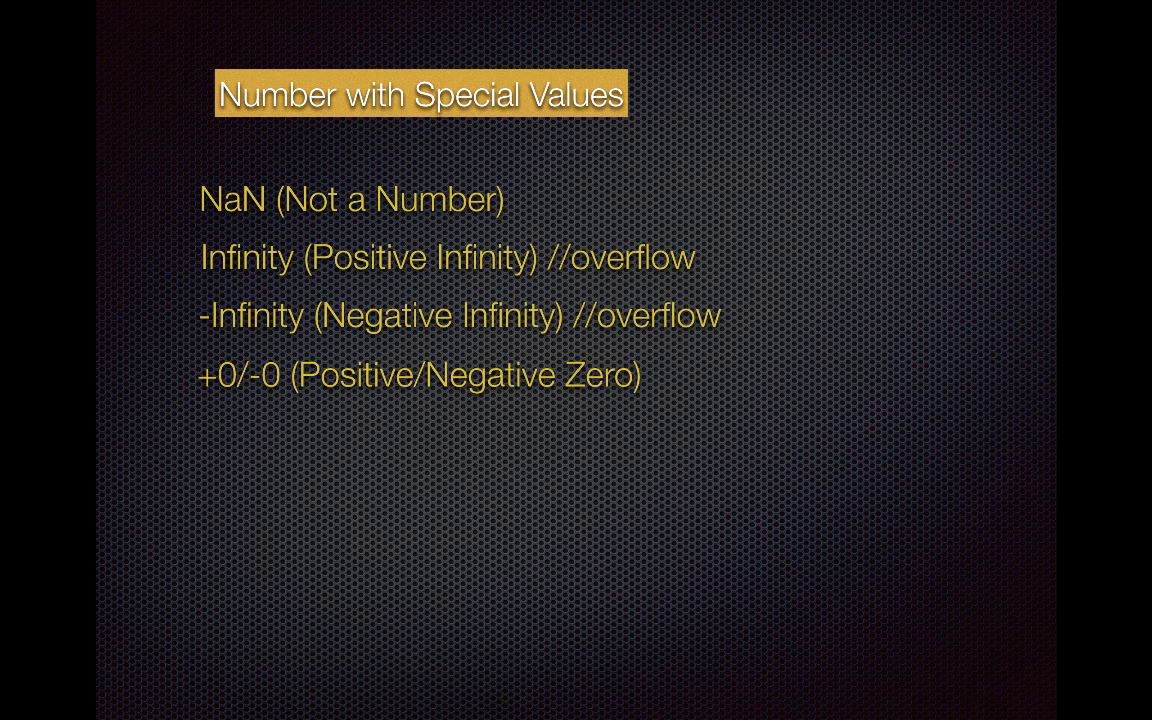 Number with Special Values
NaN (Not a Number)
Infinity (Positive Infinity) //overflow
-Infinity (Negative Infinity) //overflow
+0/-0 (Positive/Negative Zero)